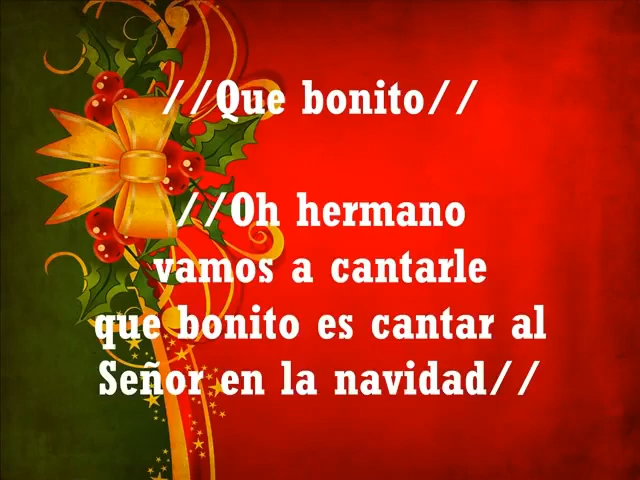 //Que bonito//
//Oh hermano
vamos a cantarle
que bonito es cantar al
Señor en la navidad//